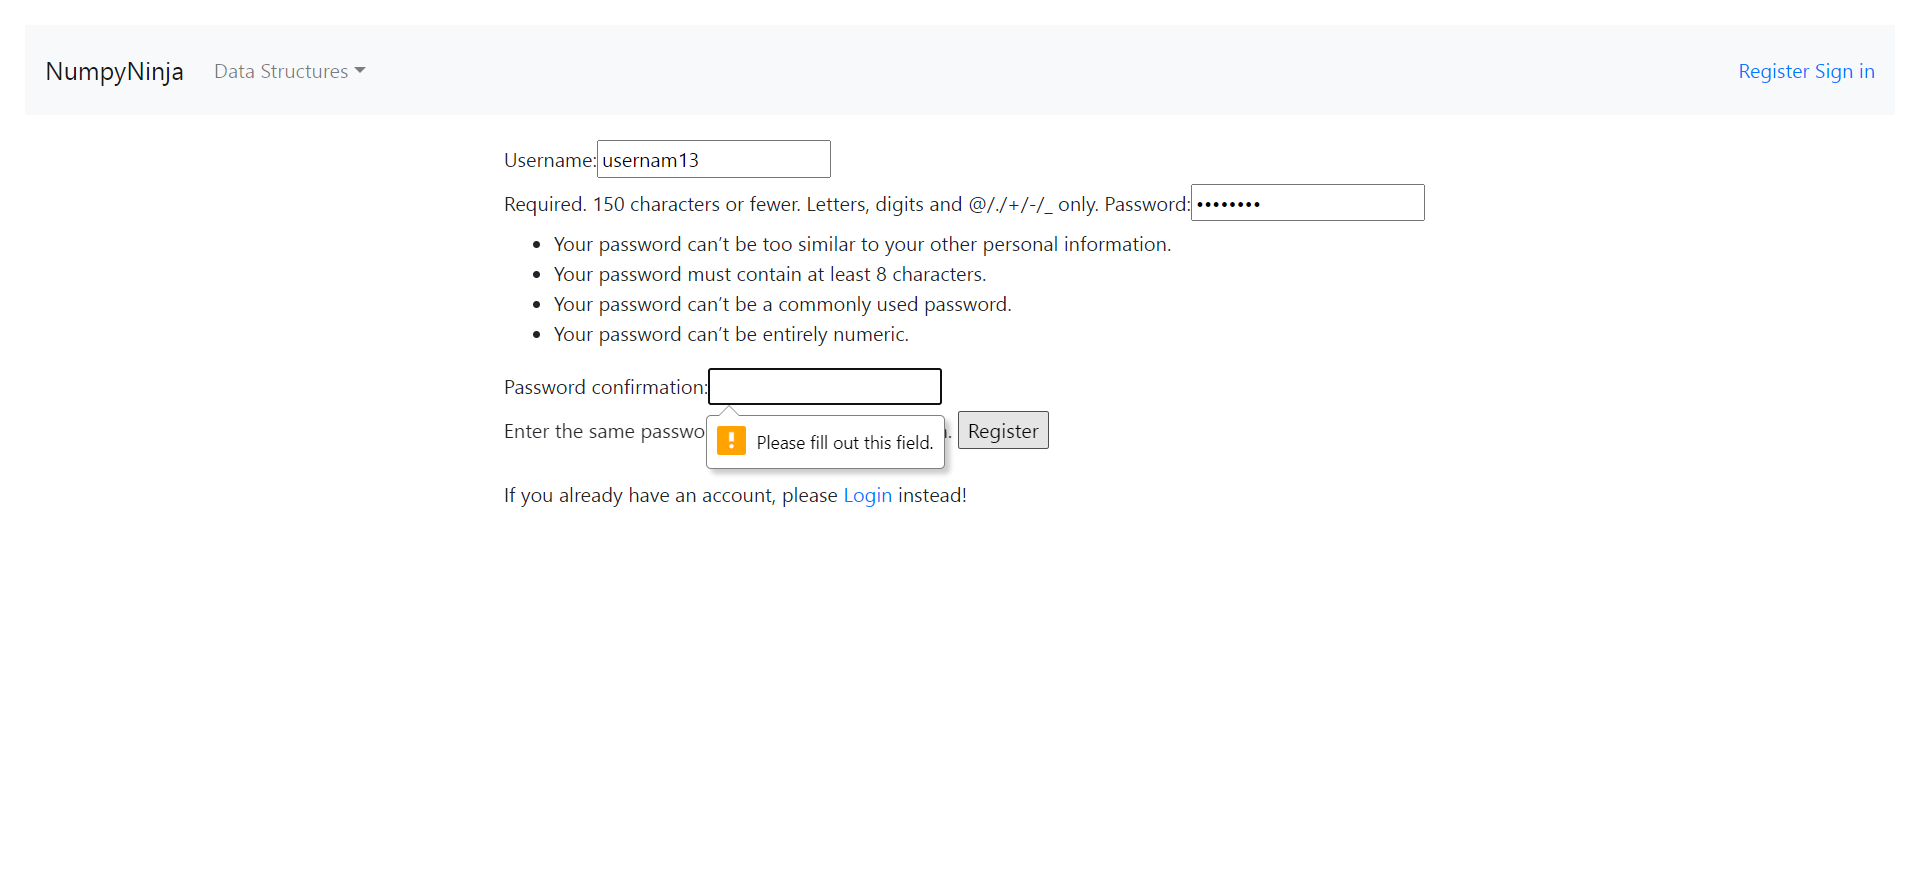 NumpyNinja Data Structures Register Sign in
Username: usernam13
Required. 150 characters or fewer. Letters, digits and @/./+/-/_ only. Password: ••••••••
• Your password can’t be too similar to your other personal information.
• Your password must contain at least 8 characters.
• Your password can’t be a commonly used password.
• Your password can’t be entirely numeric.
Password confirmation:
Enter the same Register
Please fill out this field.
If you already have an account, please Login instead!